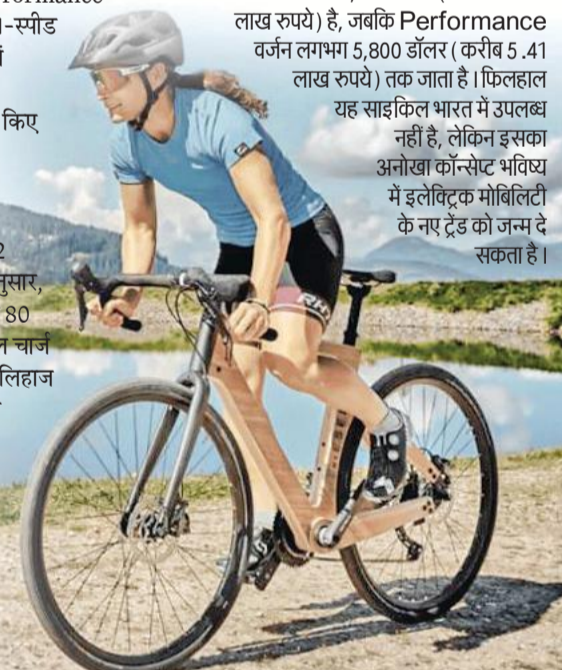 -स्पीड
किए
2
नुसार,
80
चार्ज
लिहाज
लाख रुपये) है, जबकि Performance
वर्जन लगभग 5,800 डॉलर (करीब 5.41
लाख रुपये) तक जाता है। फिलहाल
यह साइकिल भारत में उपलब्ध
नहीं है, लेकिन इसका
अनोखा कॉन्सेप्ट भविष्य
में इलेक्ट्रिक मोबिलिटी
के नए ट्रेंड को जन्म दे
सकता है।